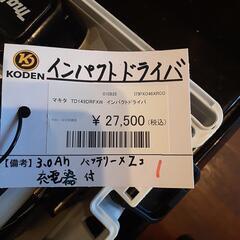 KODEN
インパクトドライバ
マキタ TD149DRFXW インパクトドライバ
¥ 27,500 (税込)
【備考】3.0Ah バッテリー×2コ
充電器 付
1